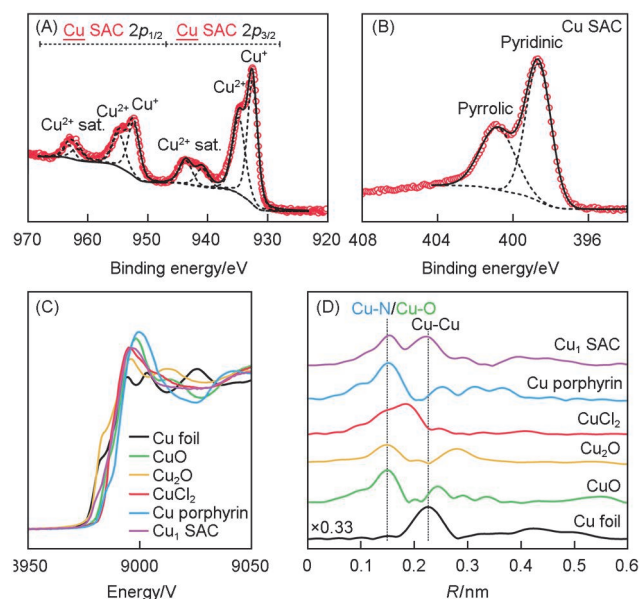 (A) Cu SAC 2p1/2 Cu SAC 2p3/2
Cu+
Cu2+
Cu2+ Cu+
Cu2+ sat.
Cu2+ sat.
970 960 950 940 930 920
Binding energy/eV
(B) Cu SAC
Pyridinic
Pyrrolic
408 404 400 396
Binding energy/eV
(C)
Cu foil
CuO
Cu2O
CuCl2
Cu porphyrin
Cu1 SAC
8950 9000 9050
Energy/V
(D) Cu-N/Cu-O
Cu-Cu
Cu1 SAC
Cu porphyrin
CuCl2
Cu2O
CuO
×0.33 Cu foil
0 0.1 0.2 0.3 0.4 0.5 0.6
R/nm